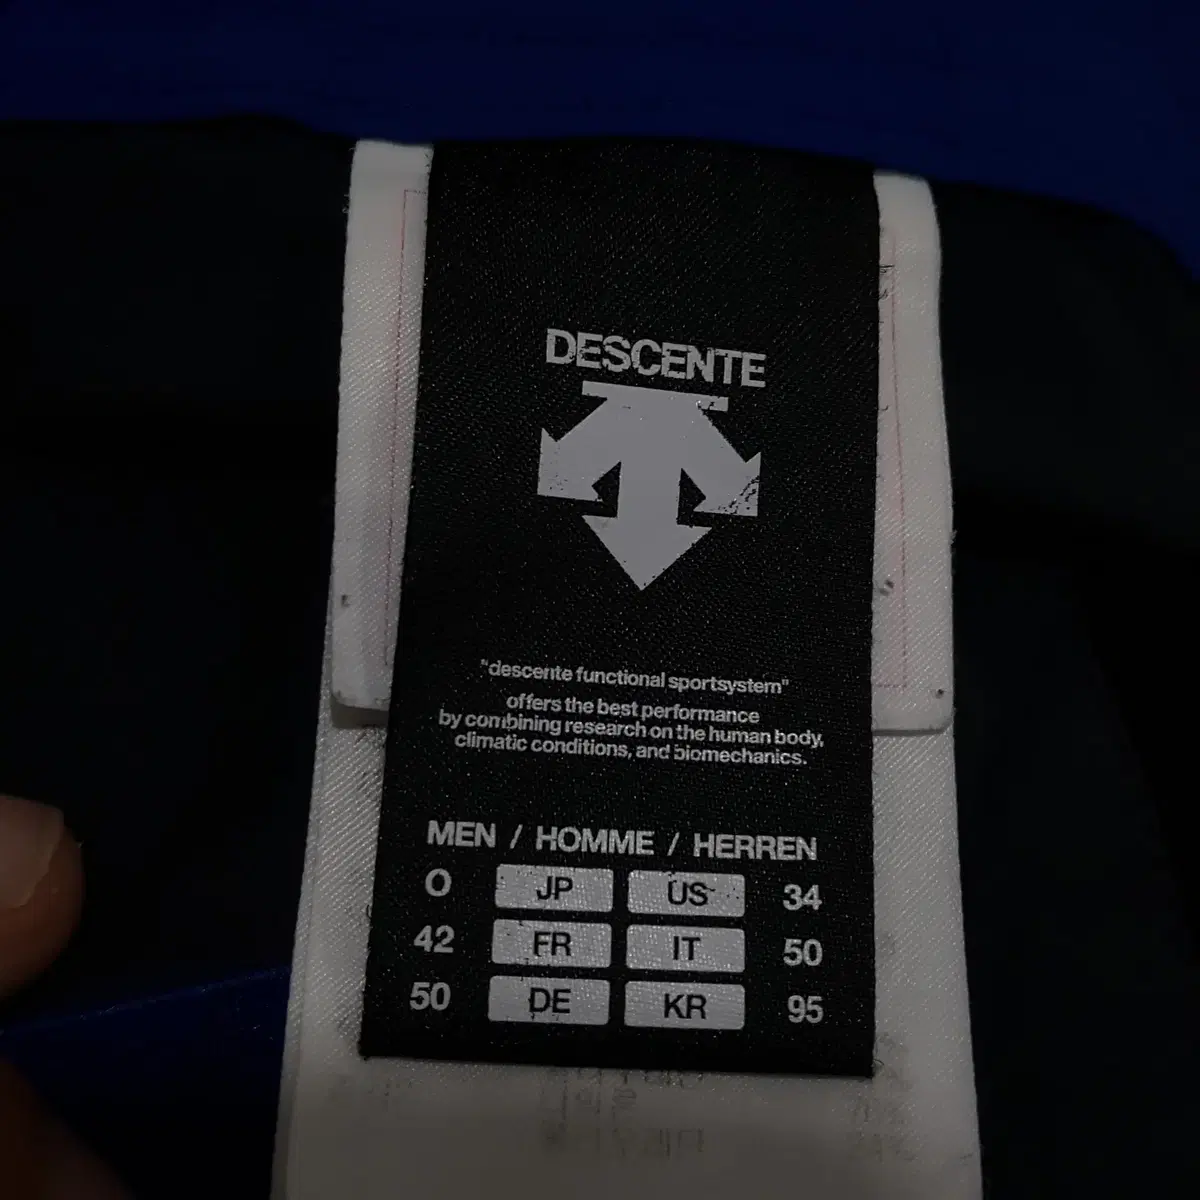 DESCENTE
"descente functional sportsystem"
offers the best performance
by combining research on the human body,
climatic conditions, and biomechanics.
MEN / HOMME / HERREN
O JP US 34
42 FR IT 50
50 DE KR 95